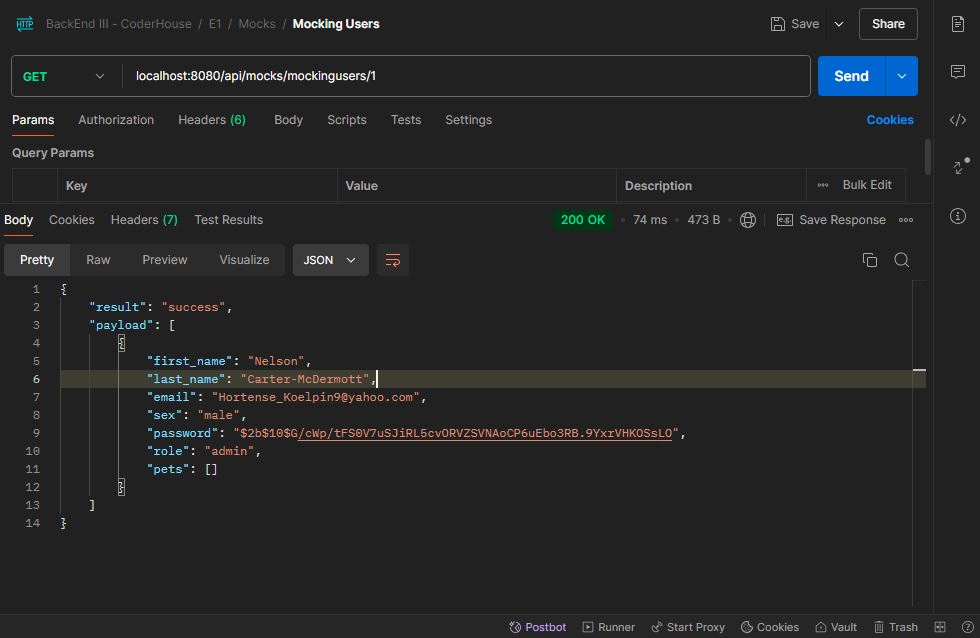 HTTP BackEnd III - CoderHouse / E1 / Mocks / Mocking Users Save Share
GET localhost:8080/api/mocks/mockingusers/1 Send
Params Authorization Headers (6) Body Scripts Tests Settings Cookies
Query Params
Key Value Description Bulk Edit
Body Cookies Headers (7) Test Results 200 OK 74 ms 473 B e.g. Save Response
Pretty Raw Preview Visualize JSON
1 {
2 "result": "success",
3 "payload": [
4 {
5 "first_name": "Nelson",
6 "last_name": "Carter-McDermott",
7 "email": "Hortense_Koelpin9@yahoo.com",
8 "sex": "male",
9 "password": "$2b$10$G/cWp/tFS0V7uSJiRL5cvORVZSVNAoCP6uEbo3RB.9YxrVHKOSsLO",
10 "role": "admin",
11 "pets": []
12 }
13 ]
14 }
Postbot Runner Start Proxy Cookies Vault Trash